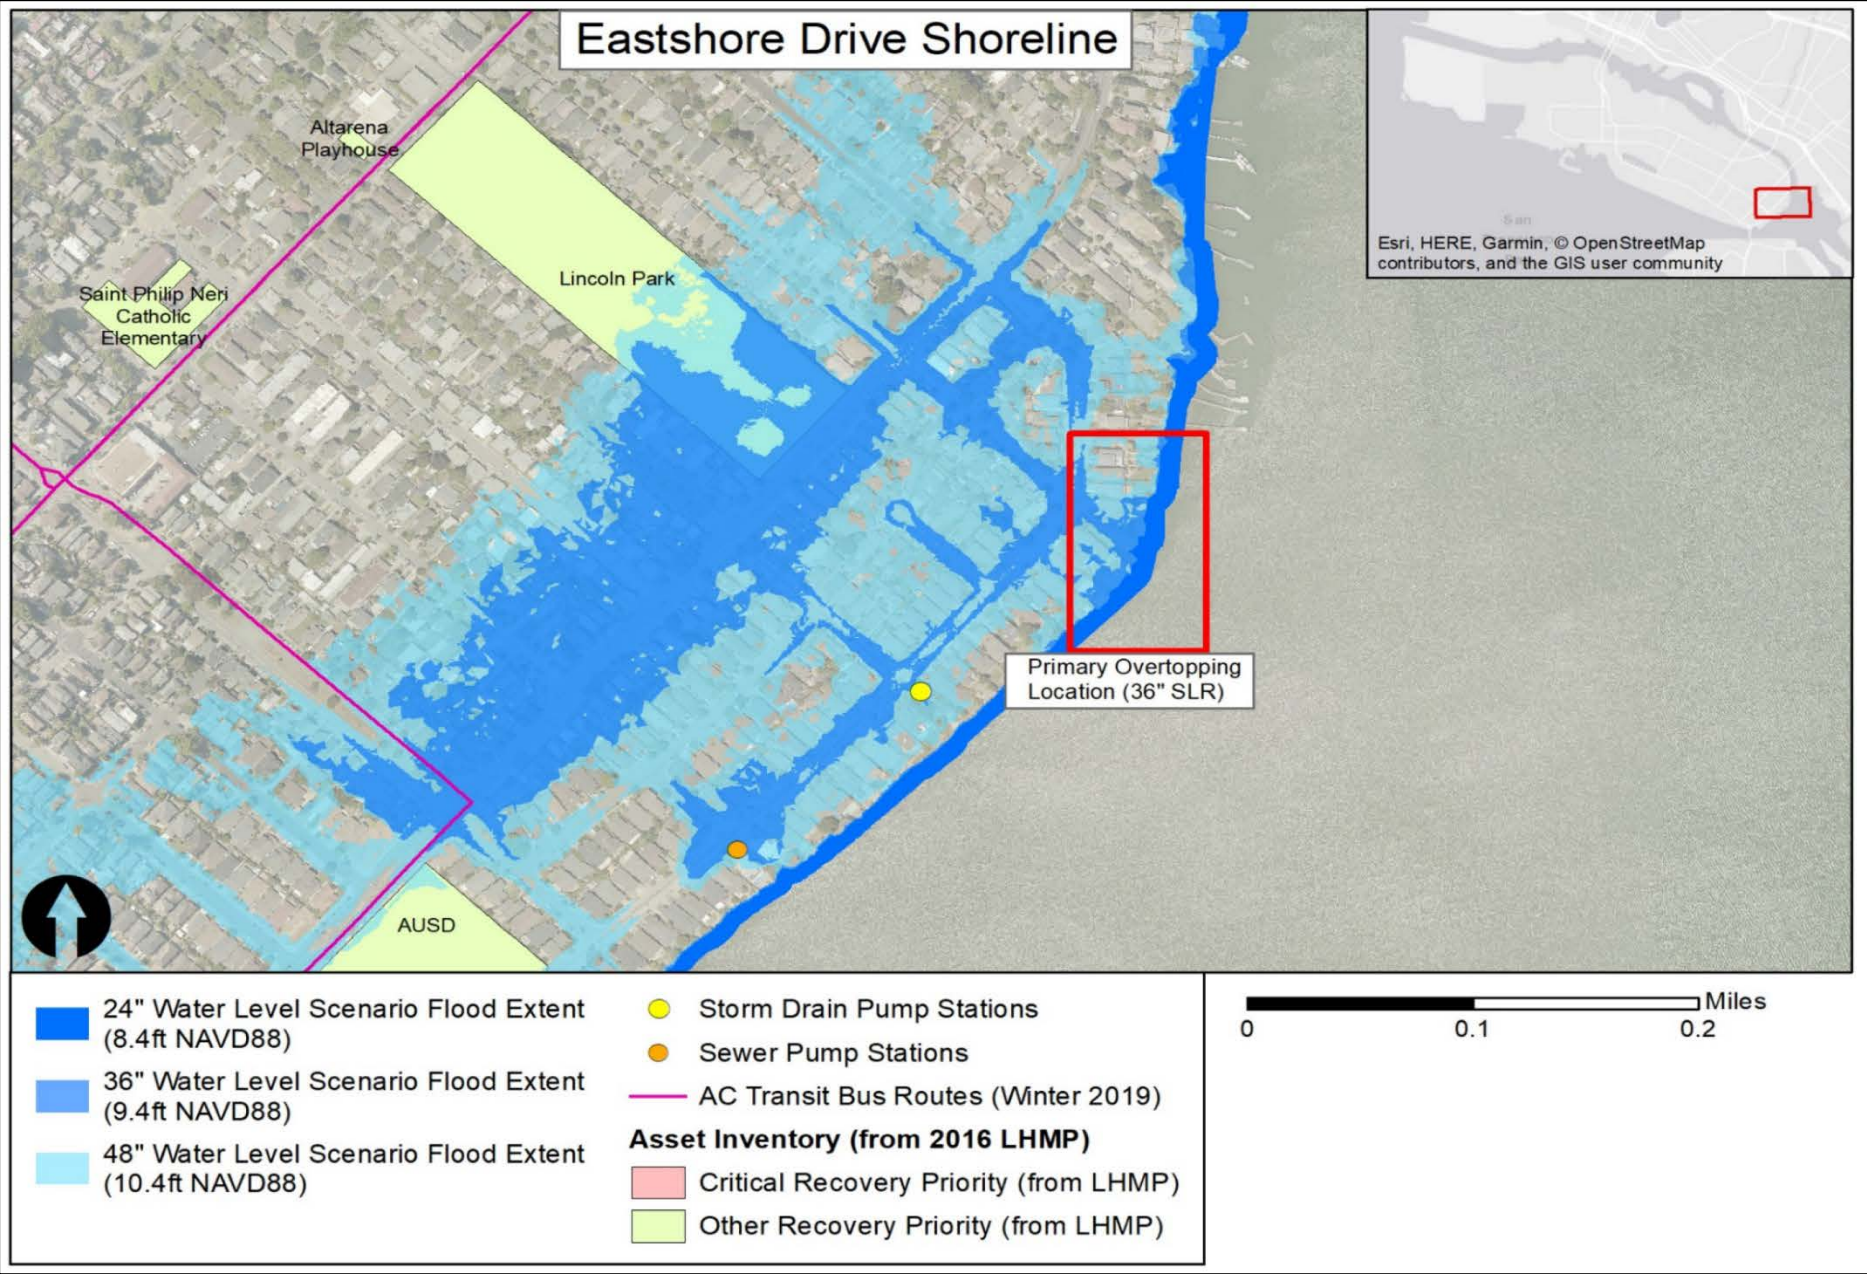 Eastshore Drive Shoreline
Altarena
Playhouse
Lincoln Park
Saint Philip Neri
Catholic
Elementary
San
Esri, HERE, Garmin, © OpenStreetMap
contributors, and the GIS user community
Primary Overtopping
Location (36" SLR)
AUSD
24" Water Level Scenario Flood Extent
(8.4ft NAVD88)
36" Water Level Scenario Flood Extent
(9.4ft NAVD88)
48" Water Level Scenario Flood Extent
(10.4ft NAVD88)
Storm Drain Pump Stations
Sewer Pump Stations
AC Transit Bus Routes (Winter 2019)
Asset Inventory (from 2016 LHMP)
Critical Recovery Priority (from LHMP)
Other Recovery Priority (from LHMP)
Miles
0 0.1 0.2